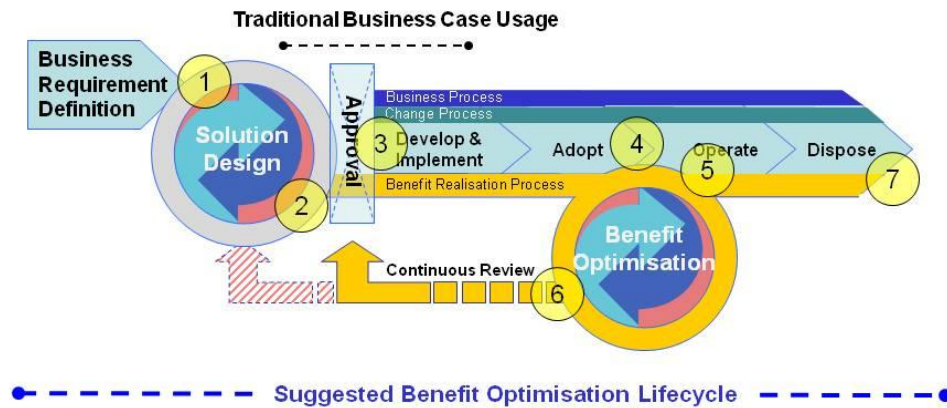 Traditional Business Case Usage
Business
Requirement
Definition
1
Solution
Design
2
Approval
3
Business Process
Change Process
Develop &
Implement
Adopt
4
Operate
5
Dispose
7
Benefit Realisation Process
Benefit
Optimisation
Continuous Review
6
Suggested Benefit Optimisation Lifecycle